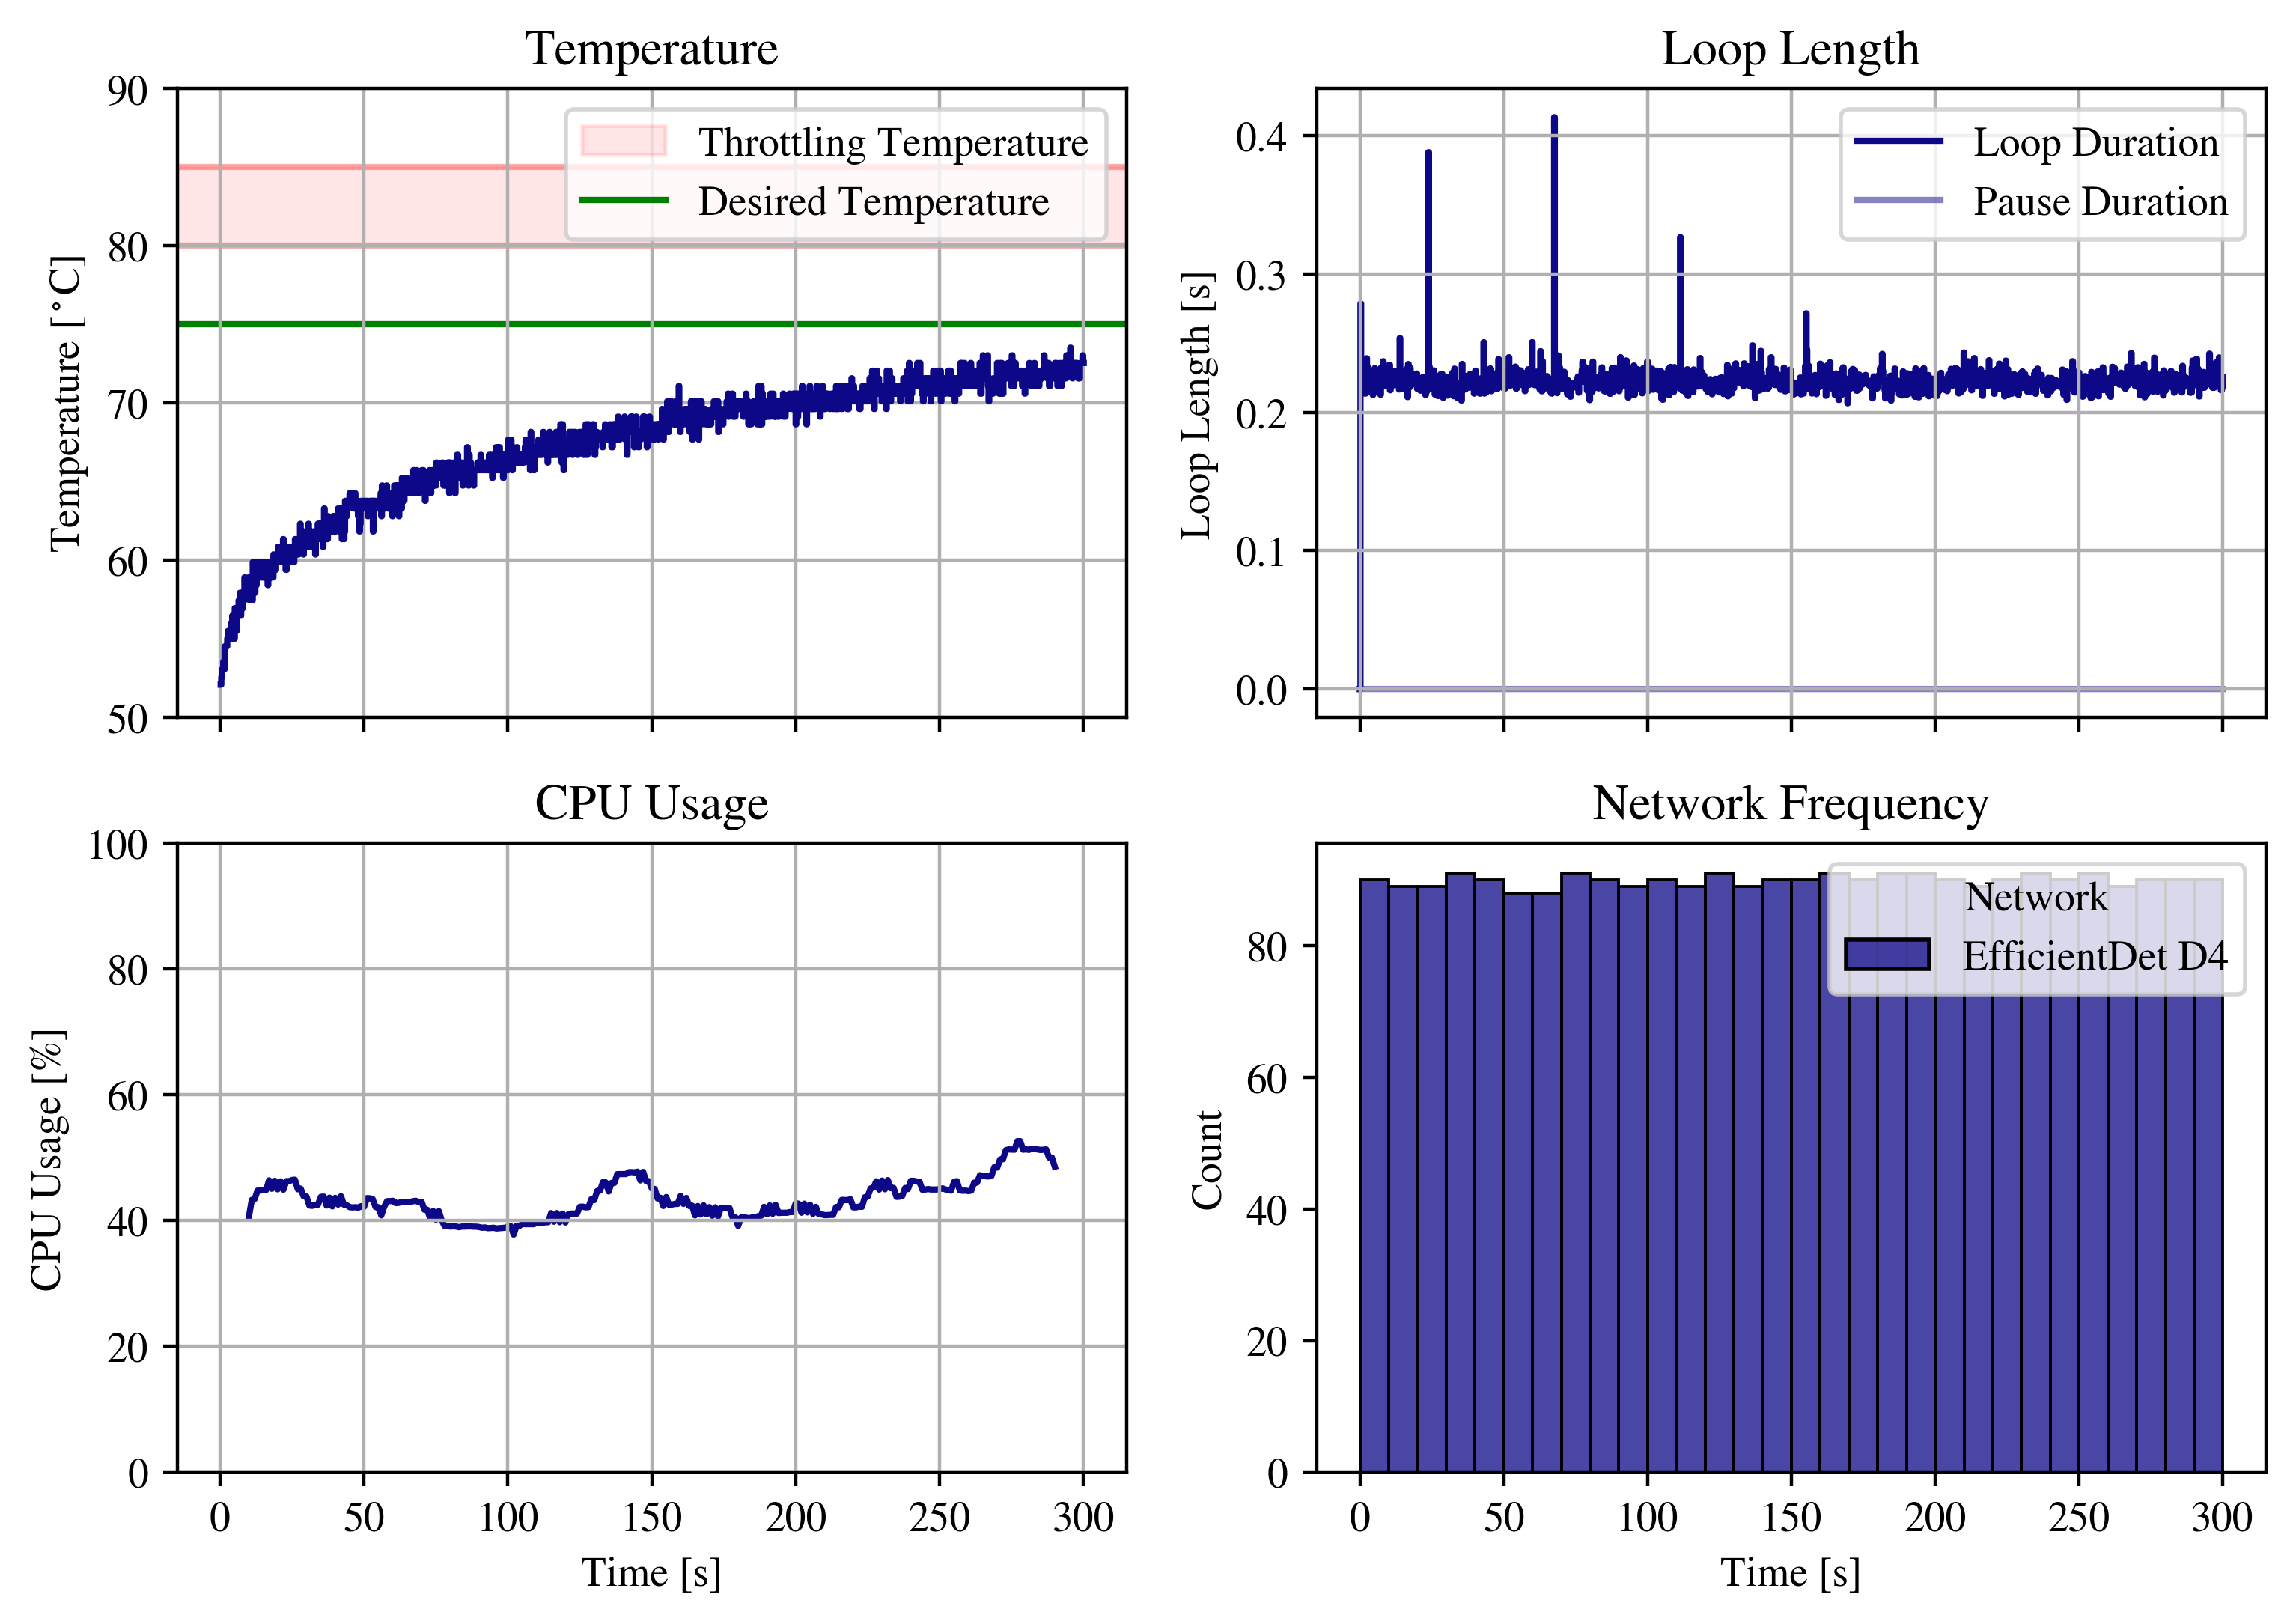 Temperature
90
80
70
60
50
Temperature [°C]
Throttling Temperature
Desired Temperature
Loop Length
0.4
0.3
0.2
0.1
0.0
Loop Length [s]
Loop Duration
Pause Duration
CPU Usage
100
80
60
40
20
0
CPU Usage [%]
0 50 100 150 200 250 300
Time [s]
Network Frequency
80
60
40
20
0
Count
Network
EfficientDet D4
0 50 100 150 200 250 300
Time [s]